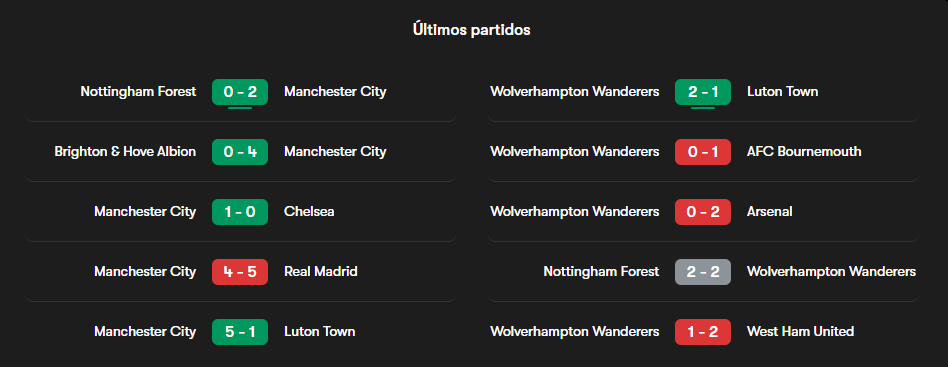 Últimos partidos
Nottingham Forest 0 - 2 Manchester City
Brighton & Hove Albion 0 - 4 Manchester City
Manchester City 1 - 0 Chelsea
Manchester City 4 - 5 Real Madrid
Manchester City 5 - 1 Luton Town
Wolverhampton Wanderers 2 - 1 Luton Town
Wolverhampton Wanderers 0 - 1 AFC Bournemouth
Wolverhampton Wanderers 0 - 2 Arsenal
Nottingham Forest 2 - 2 Wolverhampton Wanderers
Wolverhampton Wanderers 1 - 2 West Ham United